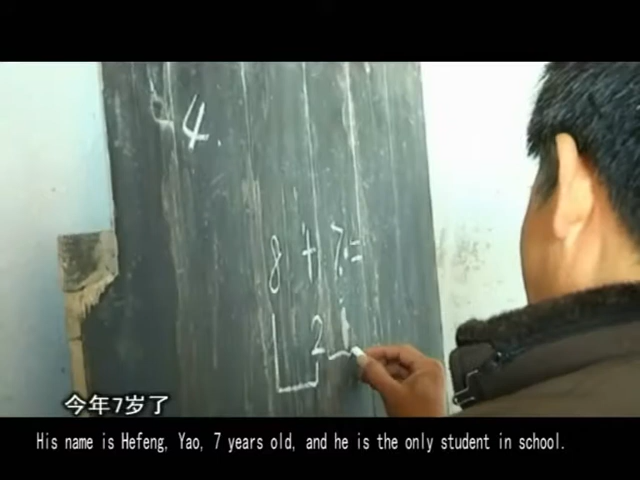 4.
8 + 7 =
2
今年7岁了
His name is Hefeng, Yao, 7 years old, and he is the only student in school.